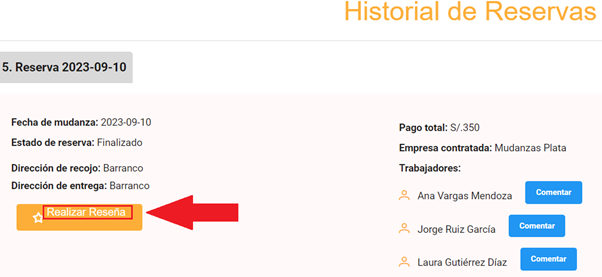 Historial de Reservas
5. Reserva 2023-09-10
Fecha de mudanza: 2023-09-10
Estado de reserva: Finalizado
Dirección de recojo: Barranco
Dirección de entrega: Barranco
Realizar Reseña
Pago total: S/.350
Empresa contratada: Mudanzas Plata
Trabajadores:
Ana Vargas Mendoza Comentar
Jorge Ruiz García Comentar
Laura Gutiérrez Díaz Comentar